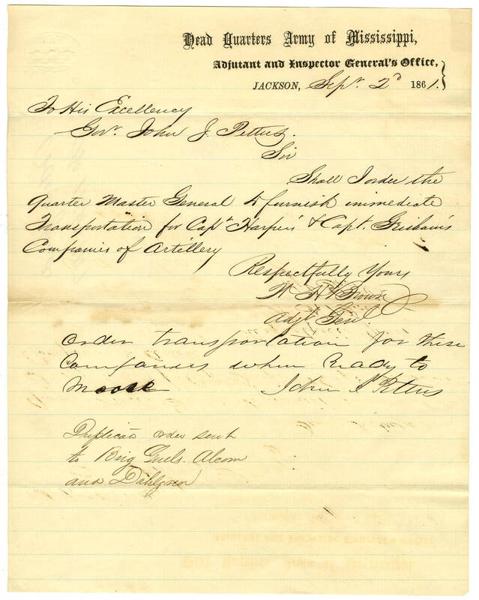 Head Quarters Army of Mississippi,
Adjutant and Inspector General's Office,
JACKSON, Sept. 2d 1861.
To His Excellency
Gov. John J. Pettus.
Sir
Shall I order the
Quarter Master General to furnish immediate
Transportation for Capt Harper's & Capt. Grisham's
Companies of Artillery
Respectfully Yours
W H Brown
Adjt Genl
Order transportation for these
Companies when ready to
move John J Pettus
Duplicate order sent
to Brig Genls. Alcorn
and Dahlgren